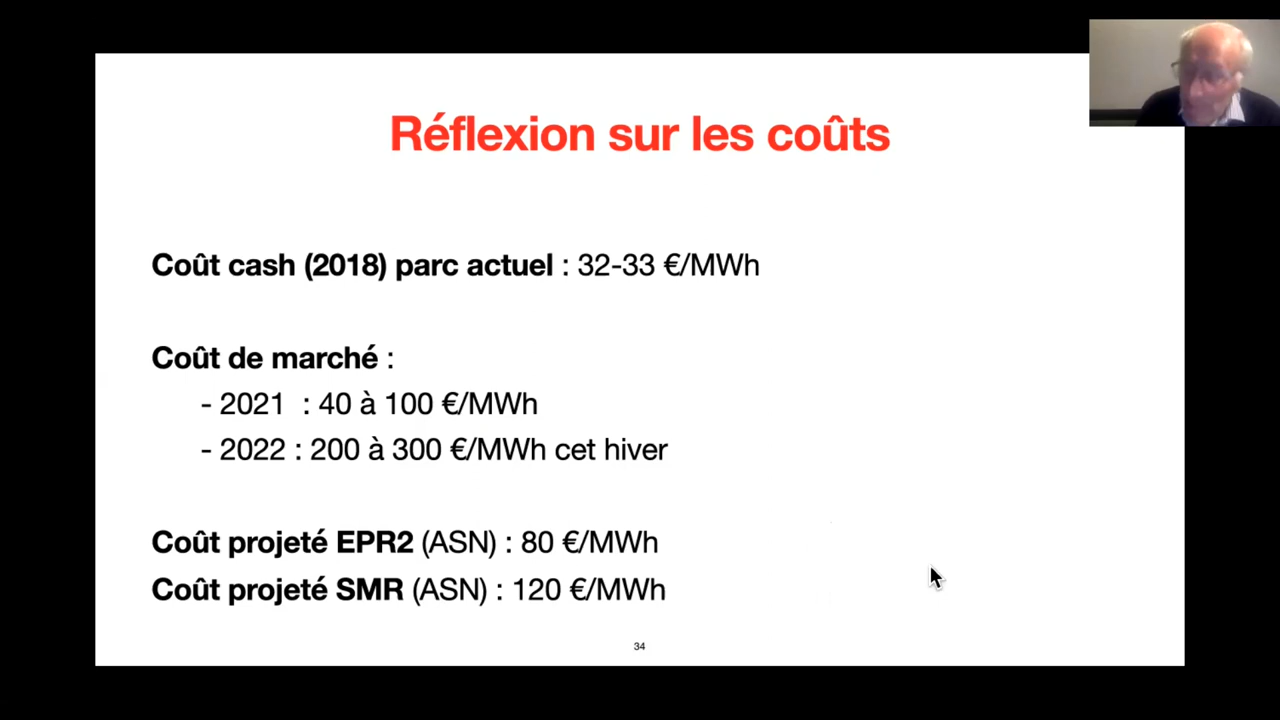 Réflexion sur les coûts
Coût cash (2018) parc actuel : 32-33 €/MWh
Coût de marché :
- 2021 : 40 à 100 €/MWh
- 2022 : 200 à 300 €/MWh cet hiver
Coût projeté EPR2 (ASN) : 80 €/MWh
Coût projeté SMR (ASN) : 120 €/MWh
34